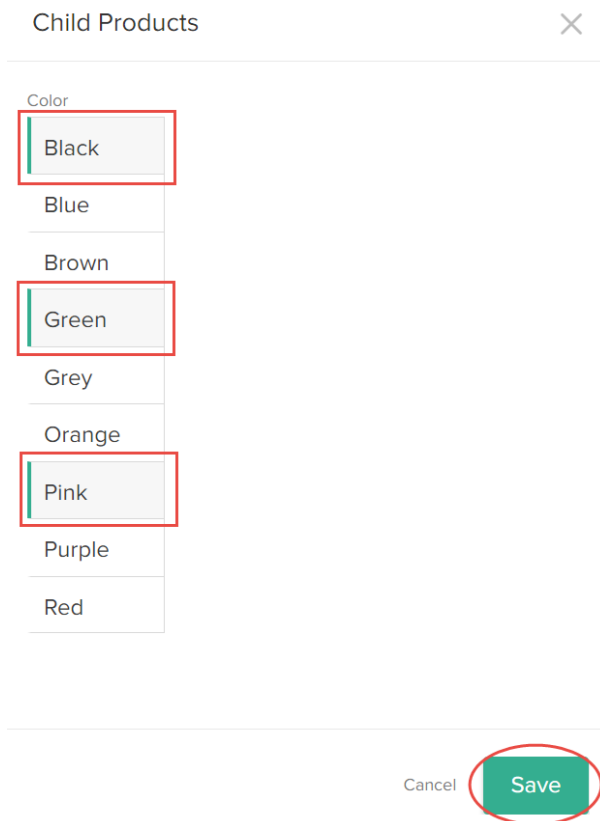 Child Products
Color
Black
Blue
Brown
Green
Grey
Orange
Pink
Purple
Red
Cancel Save